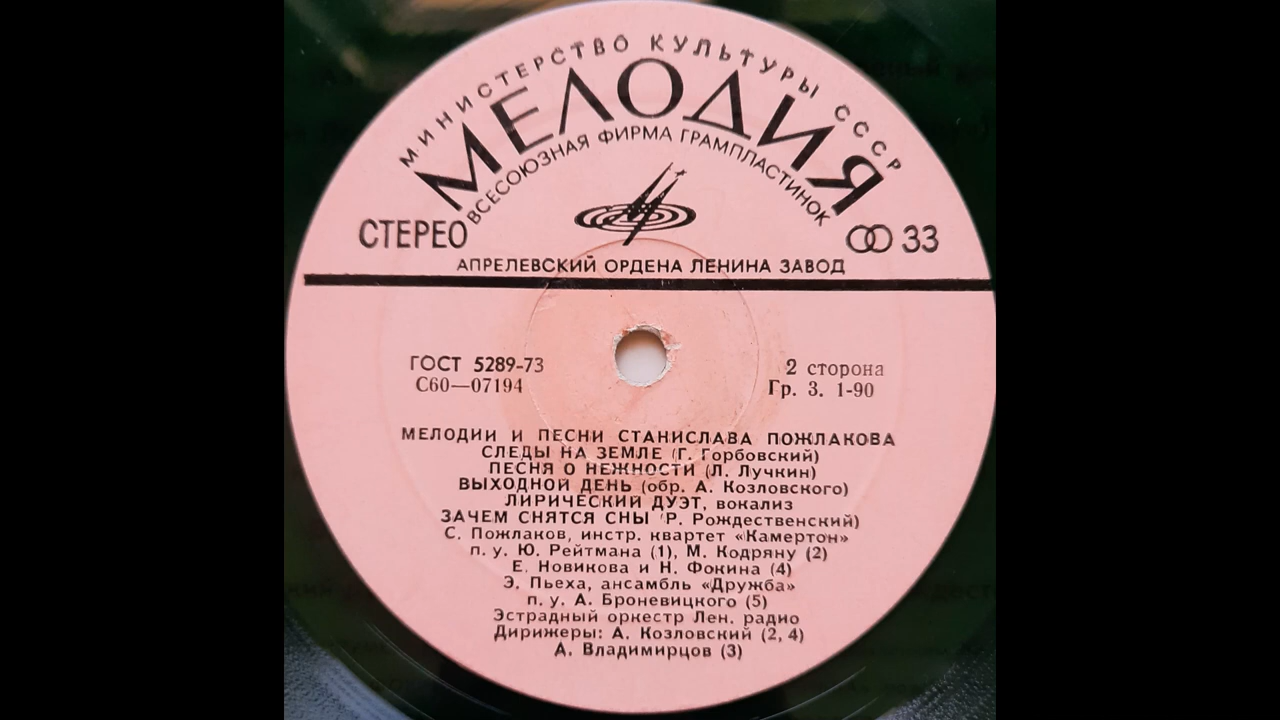 МИНИСТЕРСТВО КУЛЬТУРЫ СССР
МЕЛОДИЯ
ВСЕСОЮЗНАЯ ФИРМА ГРАМПЛАСТИНОК
СТЕРЕО
33
АПРЕЛЕВСКИЙ ОРДЕНА ЛЕНИНА ЗАВОД
ГОСТ 5289-73
С60—07194
2 сторона
Гр. 3. 1-90
МЕЛОДИИ И ПЕСНИ СТАНИСЛАВА ПОЖЛАКОВА
СЛЕДЫ НА ЗЕМЛЕ (Г. Горбовский)
ПЕСНЯ О НЕЖНОСТИ (Л. Лучкин)
ВЫХОДНОЙ ДЕНЬ (обр. А. Козловского)
ЛИРИЧЕСКИЙ ДУЭТ, вокализ
ЗАЧЕМ СНЯТСЯ СНЫ (Р. Рождественский)
С. Пожлаков, инстр. квартет «Камертон»
п. у. Ю. Рейтмана (1), М. Кодряну (2)
Е. Новикова и Н. Фокина (4)
Э. Пьеха, ансамбль «Дружба»
п. у. А. Броневицкого (5)
Эстрадный оркестр Лен. радио
Дирижеры: А. Козловский (2, 4)
А. Владимирцов (3)